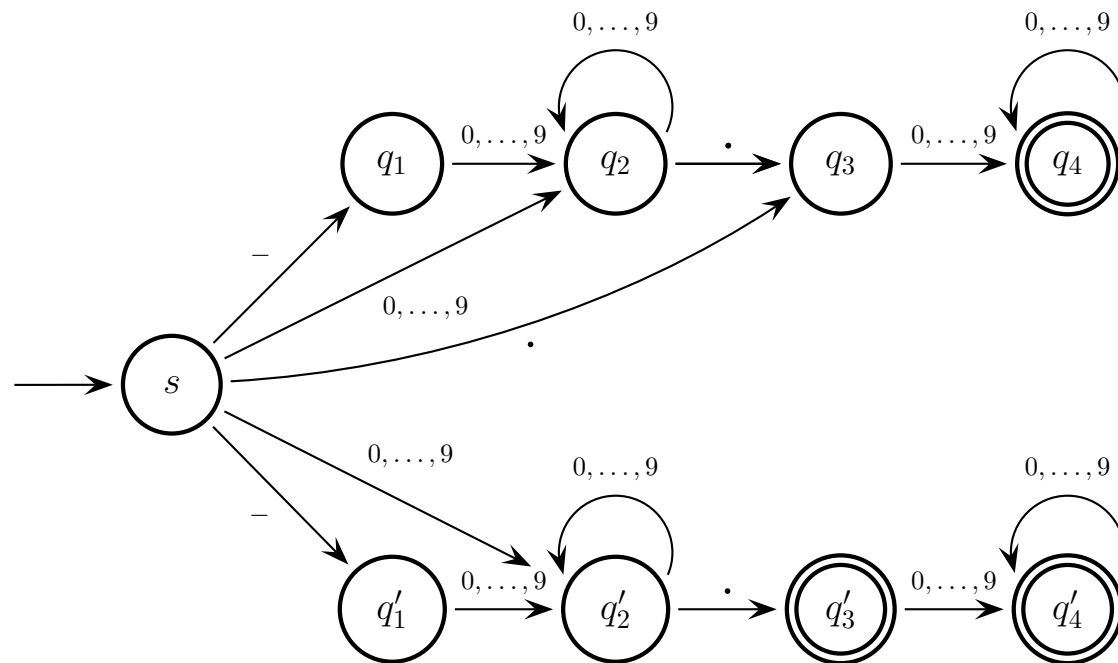 0, . . . , 9 0, . . . , 9
q1 0, . . . , 9 q2 . q3 0, . . . , 9 q4
–
0, . . . , 9
.
s
0, . . . , 9 0, . . . , 9 0, . . . , 9
–
q′1 0, . . . , 9 q′2 . q′3 0, . . . , 9 q′4